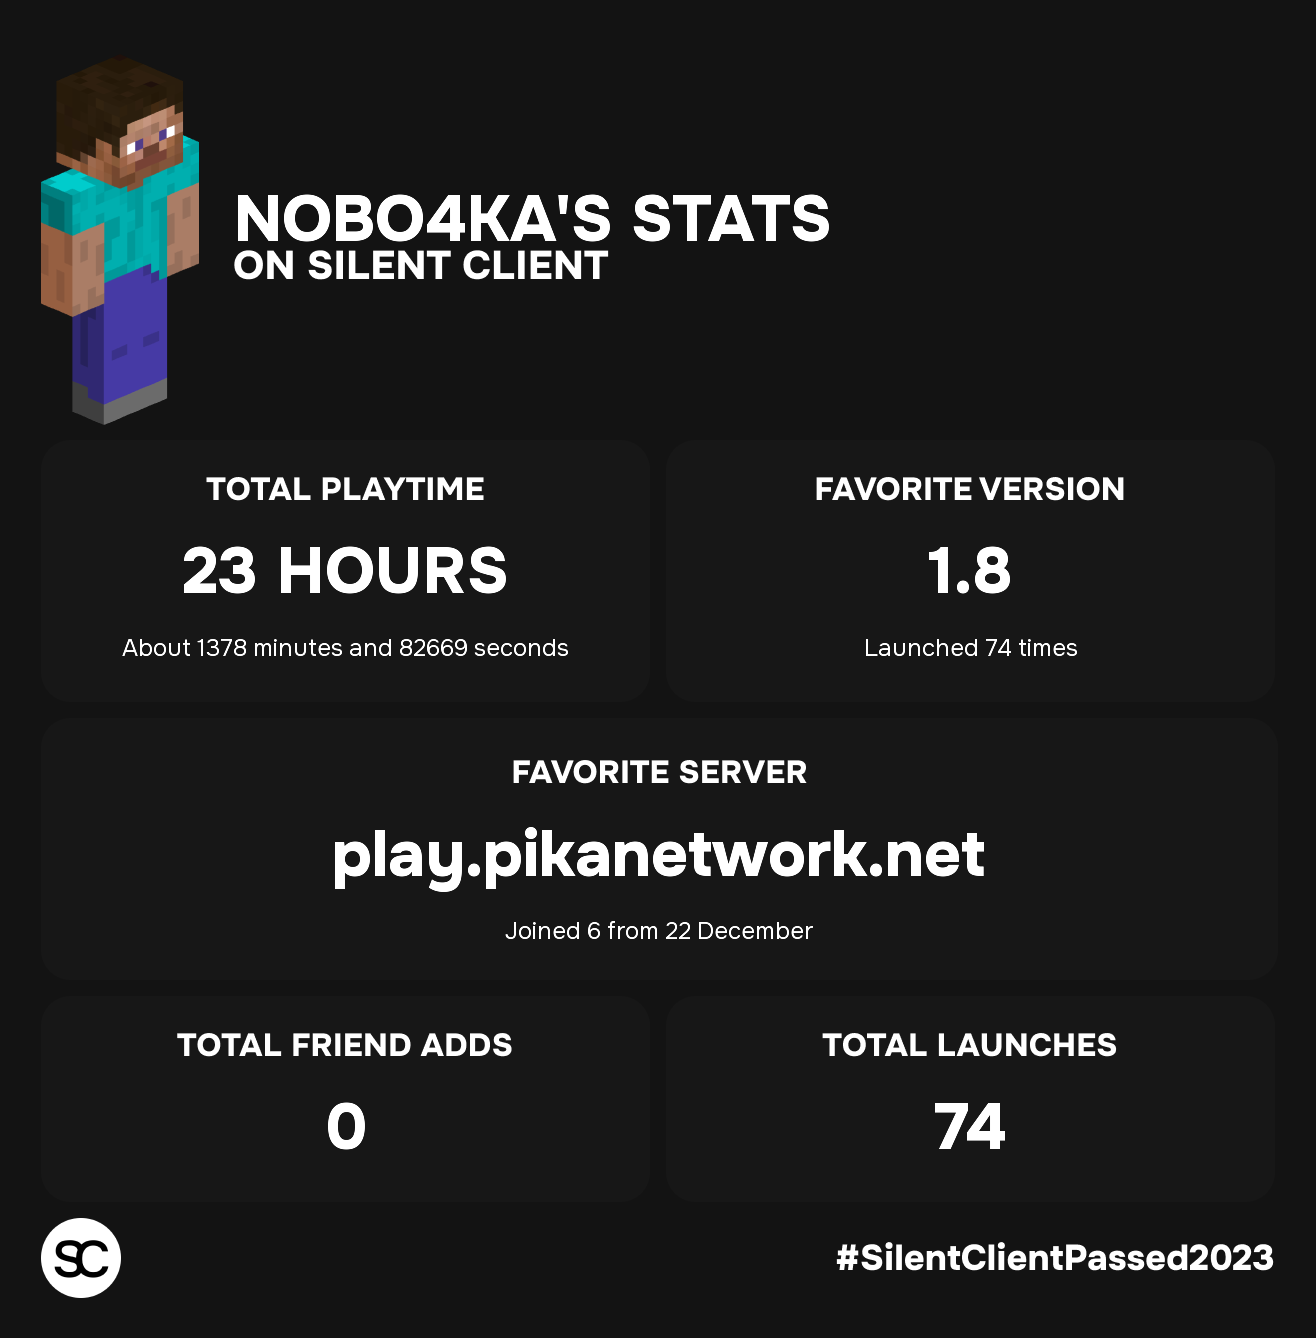 NOBO4KA'S STATS
ON SILENT CLIENT
TOTAL PLAYTIME
23 HOURS
About 1378 minutes and 82669 seconds
FAVORITE VERSION
1.8
Launched 74 times
FAVORITE SERVER
play.pikanetwork.net
Joined 6 from 22 December
TOTAL FRIEND ADDS
0
TOTAL LAUNCHES
74
SC
#SilentClientPassed2023